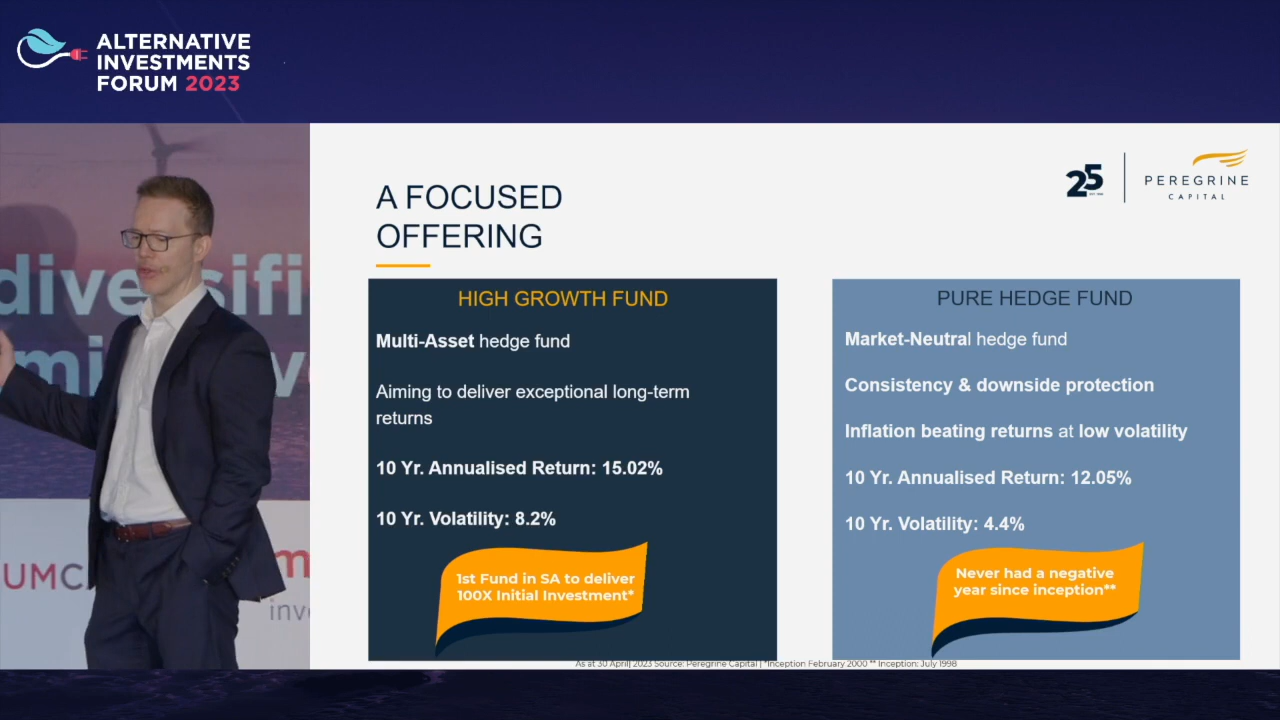 ALTERNATIVE
INVESTMENTS
FORUM 2023
diversifi
mi
v
UMC
m
inv
25
PEREGRINE
CAPITAL
A FOCUSED
OFFERING
HIGH GROWTH FUND
Multi-Asset hedge fund
Aiming to deliver exceptional long-term
returns
10 Yr. Annualised Return: 15.02%
10 Yr. Volatility: 8.2%
1st Fund in SA to deliver
100X Initial Investment*
PURE HEDGE FUND
Market-Neutral hedge fund
Consistency & downside protection
Inflation beating returns at low volatility
10 Yr. Annualised Return: 12.05%
10 Yr. Volatility: 4.4%
Never had a negative
year since inception**
As at 30 April| 2023 Source: Peregrine Capital | *Inception February 2000 ** Inception: July 1998